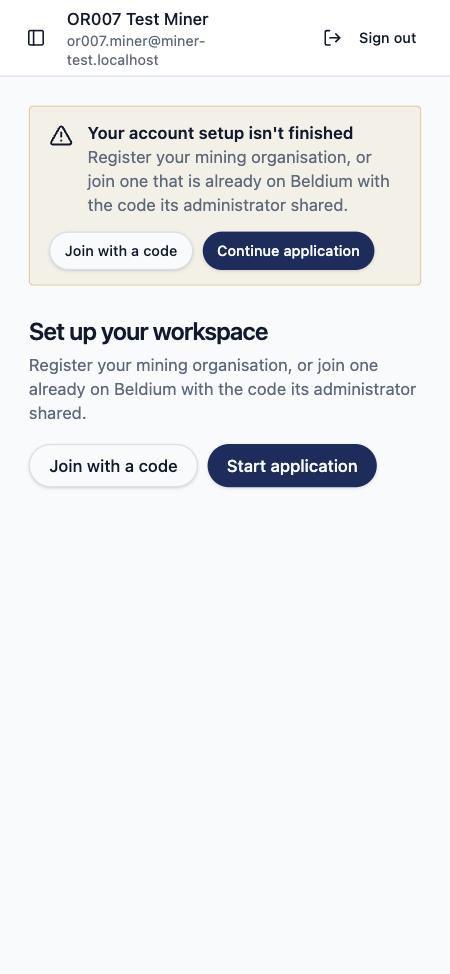 OR007 Test Miner
or007.miner@miner-
test.localhost
Sign out
Your account setup isn't finished
Register your mining organisation, or
join one that is already on Beldium with
the code its administrator shared.
Join with a code
Continue application
Set up your workspace
Register your mining organisation, or join one
already on Beldium with the code its administrator
shared.
Join with a code
Start application